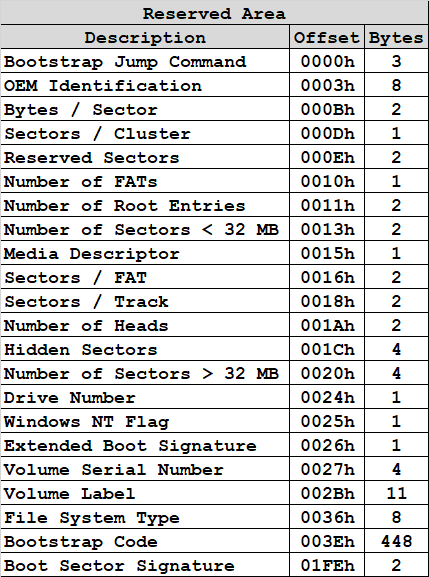 Reserved Area
Description Offset Bytes
Bootstrap Jump Command 0000h 3
OEM Identification 0003h 8
Bytes / Sector 000Bh 2
Sectors / Cluster 000Dh 1
Reserved Sectors 000Eh 2
Number of FATs 0010h 1
Number of Root Entries 0011h 2
Number of Sectors < 32 MB 0013h 2
Media Descriptor 0015h 1
Sectors / FAT 0016h 2
Sectors / Track 0018h 2
Number of Heads 001Ah 2
Hidden Sectors 001Ch 4
Number of Sectors > 32 MB 0020h 4
Drive Number 0024h 1
Windows NT Flag 0025h 1
Extended Boot Signature 0026h 1
Volume Serial Number 0027h 4
Volume Label 002Bh 11
File System Type 0036h 8
Bootstrap Code 003Eh 448
Boot Sector Signature 01FEh 2